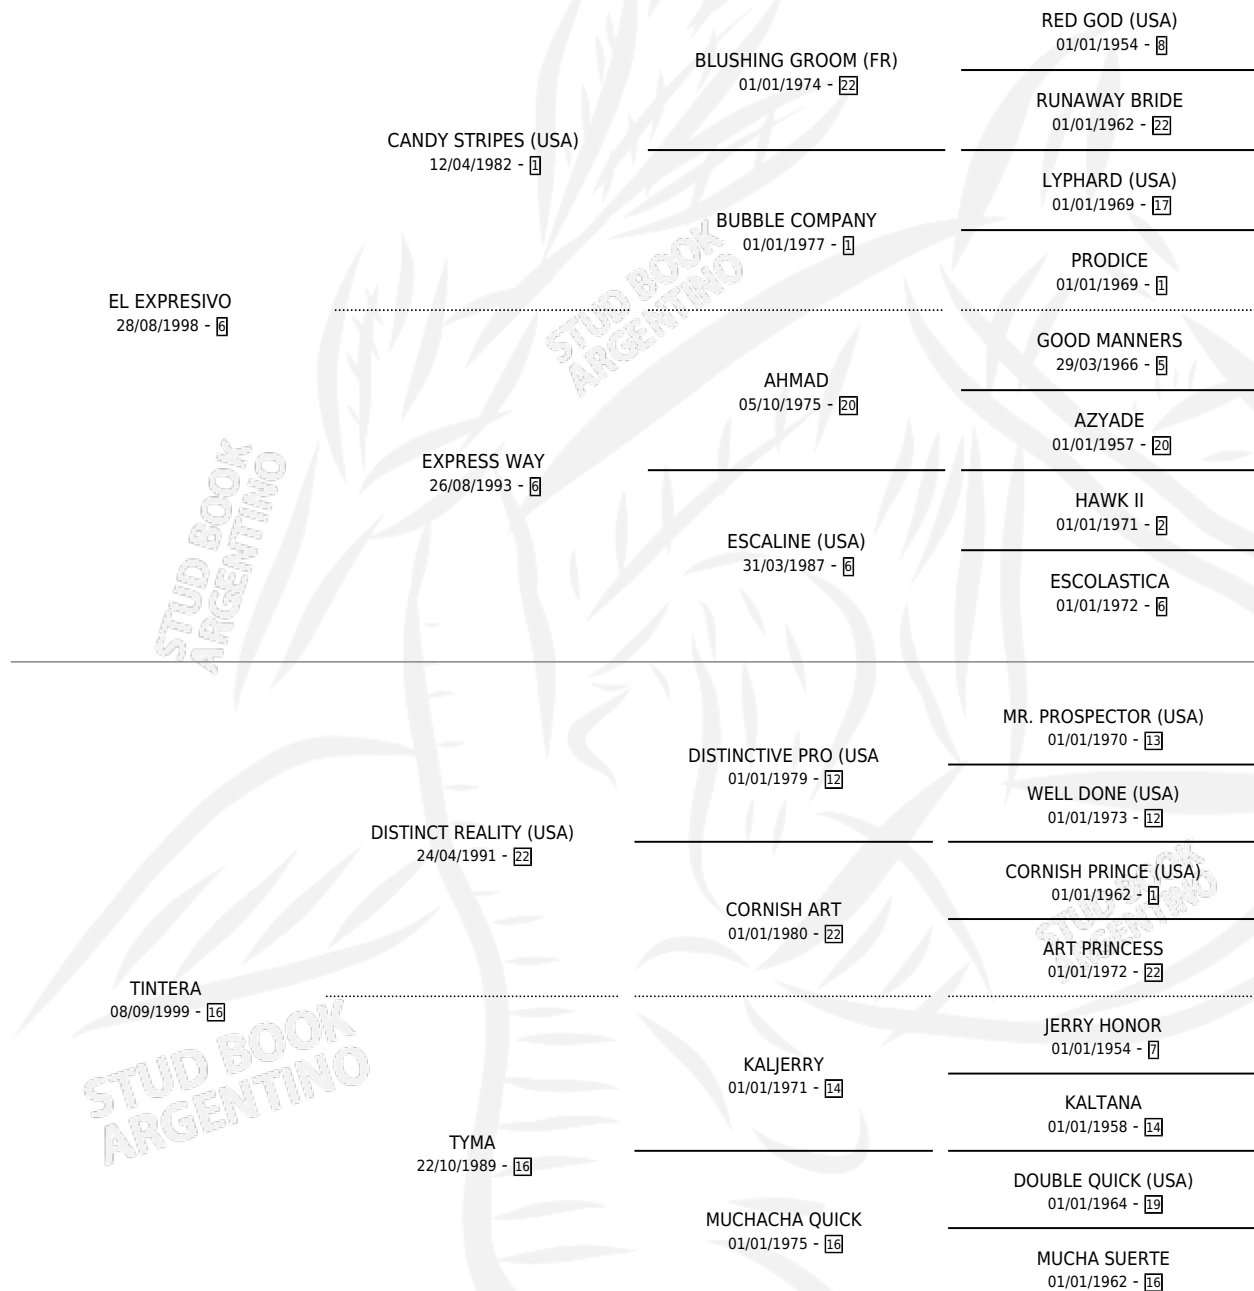 RED GOD (USA)
01/01/1954 - 8
BLUSHING GROOM (FR)
01/01/1974 - 22
RUNAWAY BRIDE
01/01/1962 - 22
CANDY STRIPES (USA)
12/04/1982 - 1
LYPHARD (USA)
01/01/1969 - 17
BUBBLE COMPANY
01/01/1977 - 1
PRODICE
01/01/1969 - 1
EL EXPRESIVO
28/08/1998 - 6
GOOD MANNERS
29/03/1966 - 5
AHMAD
05/10/1975 - 20
AZYADE
01/01/1957 - 20
EXPRESS WAY
26/08/1993 - 6
HAWK II
01/01/1971 - 2
ESCALINE (USA)
31/03/1987 - 6
ESCOLASTICA
01/01/1972 - 6
MR. PROSPECTOR (USA)
01/01/1970 - 13
DISTINCTIVE PRO (USA
01/01/1979 - 12
WELL DONE (USA)
01/01/1973 - 12
DISTINCT REALITY (USA)
24/04/1991 - 22
CORNISH PRINCE (USA)
01/01/1962 - 1
CORNISH ART
01/01/1980 - 22
ART PRINCESS
01/01/1972 - 22
TINTERA
08/09/1999 - 16
JERRY HONOR
01/01/1954 - 7
KALJERRY
01/01/1971 - 14
KALTANA
01/01/1958 - 14
TYMA
22/10/1989 - 16
DOUBLE QUICK (USA)
01/01/1964 - 19
MUCHACHA QUICK
01/01/1975 - 16
MUCHA SUERTE
01/01/1962 - 16
STUD BOOK
ARGENTINO
STUD BOOK
ARGENTINO
STUD BOOK
ARGENTINO
STUD BOOK
ARGENTINO